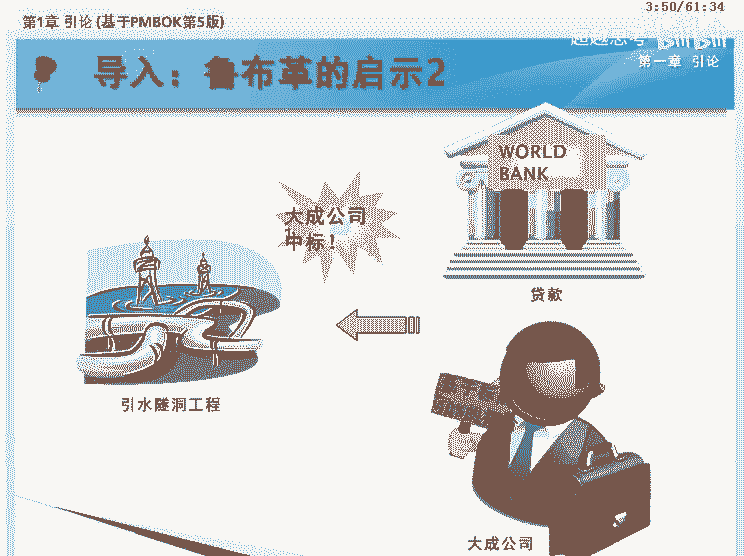 第1章 引论 (基于PMBOK第5版)
3:50/61:34
第一章 引论
导入：鲁布革的启示2
WORLD
BANK
大成公司
中标！
贷款
引水隧洞工程
大成公司